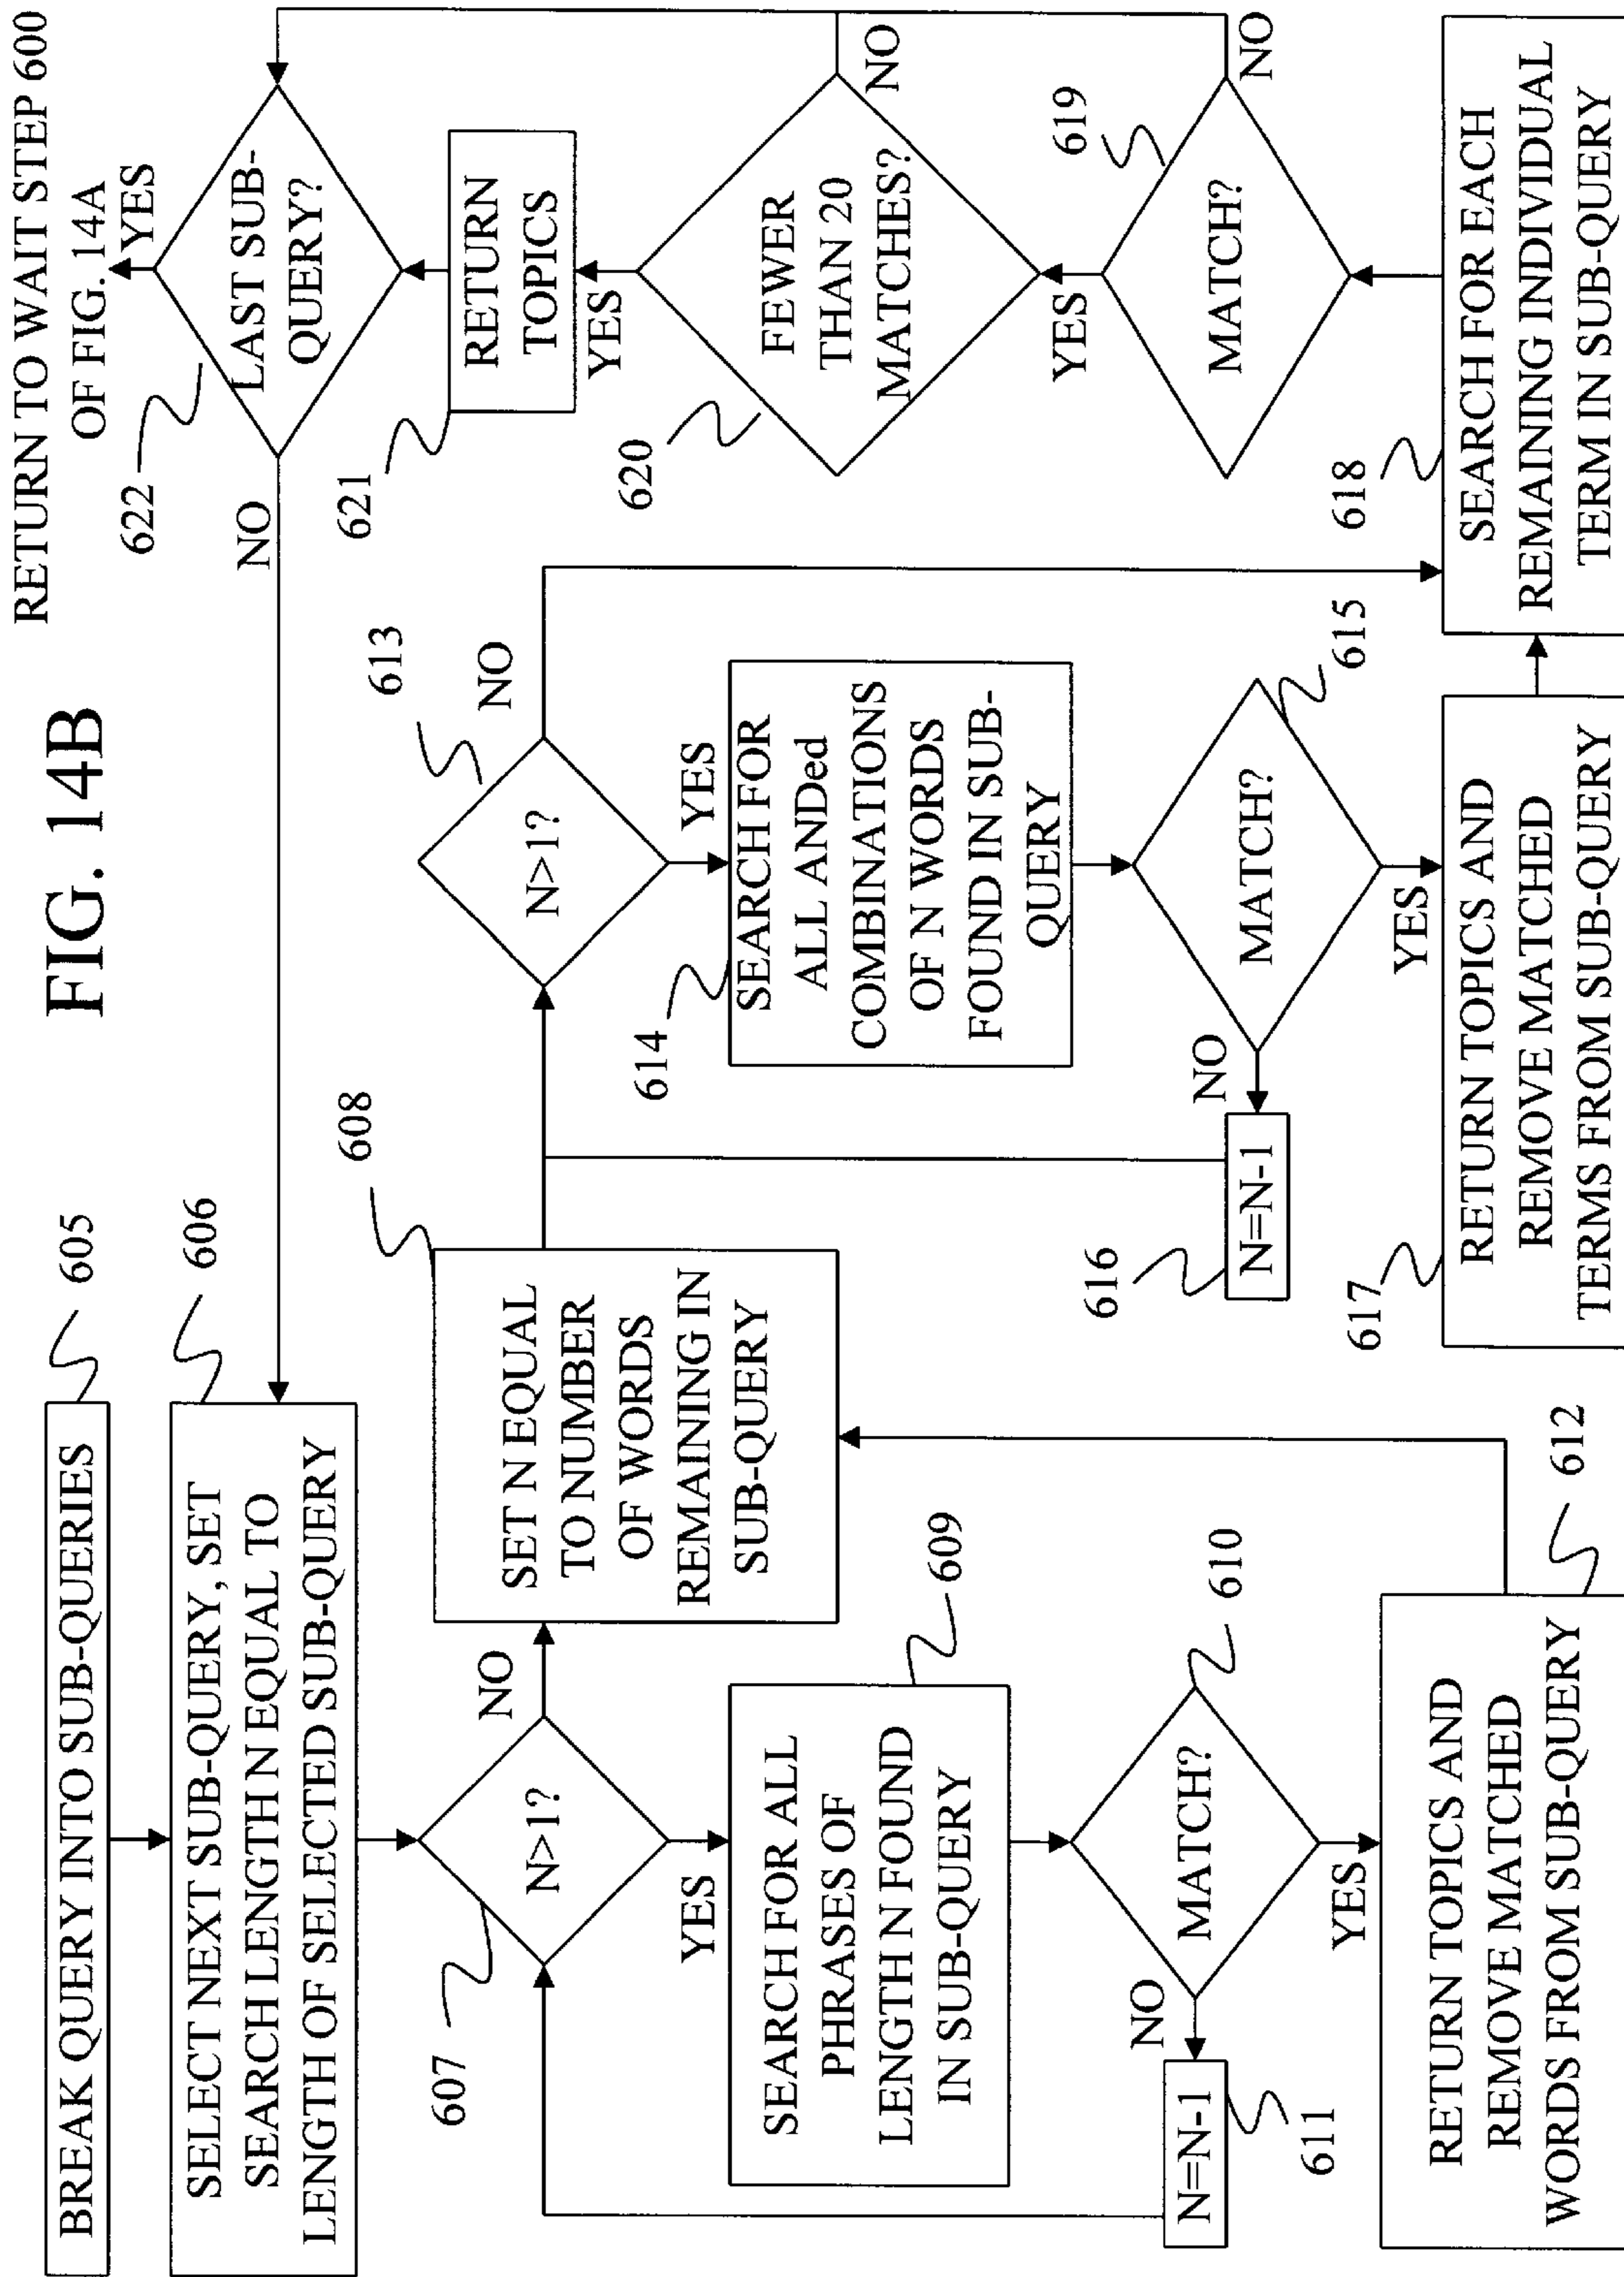 FIG. 14B
BREAK QUERY INTO SUB-QUERIES
605
SELECT NEXT SUB-QUERY, SET
SEARCH LENGTH N EQUAL TO
LENGTH OF SELECTED SUB-QUERY
606
N>1?
607
NO
YES
SEARCH FOR ALL
PHRASES OF
LENGTH N FOUND
IN SUB-QUERY
609
MATCH?
610
NO
N=N-1
611
YES
RETURN TOPICS AND
REMOVE MATCHED
WORDS FROM SUB-QUERY
612
SET N EQUAL
TO NUMBER
OF WORDS
REMAINING IN
SUB-QUERY
608
N>1?
613
NO
YES
SEARCH FOR
ALL ANDed
COMBINATIONS
OF N WORDS
FOUND IN SUB-
QUERY
614
MATCH?
615
NO
N=N-1
616
YES
RETURN TOPICS AND
REMOVE MATCHED
TERMS FROM SUB-QUERY
617
SEARCH FOR EACH
REMAINING INDIVIDUAL
TERM IN SUB-QUERY
618
MATCH?
619
NO
YES
FEWER
THAN 20
MATCHES?
620
NO
YES
RETURN
TOPICS
621
LAST SUB-
QUERY?
622
NO
YES
RETURN TO WAIT STEP 600
OF FIG. 14A